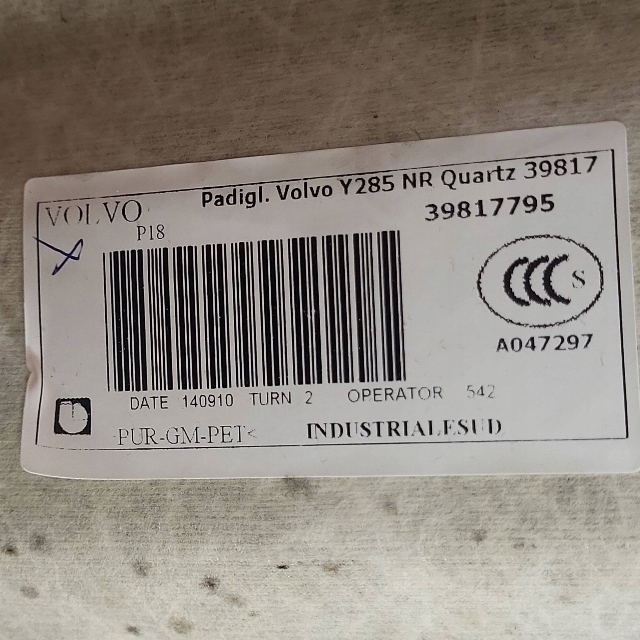 Padigl. Volvo Y285 NR Quartz 39817
VOLVO
39817795
P18
CCC S
A047297
DATE 140910 TURN 2 OPERATOR 542
PUR-GM-PET<
INDUSTRIALESUD